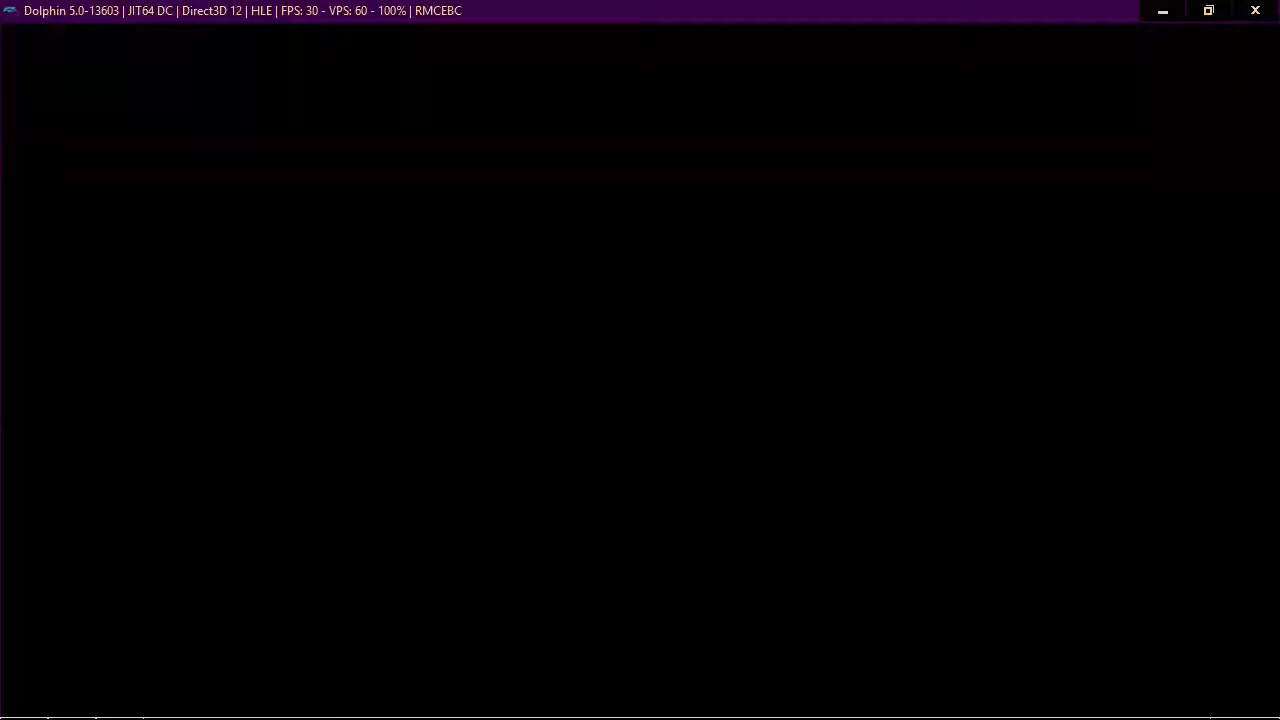 Dolphin 5.0-13603 | JIT64 DC | Direct3D 12 | HLE | FPS: 30 - VPS: 60 - 100% | RMCEBC